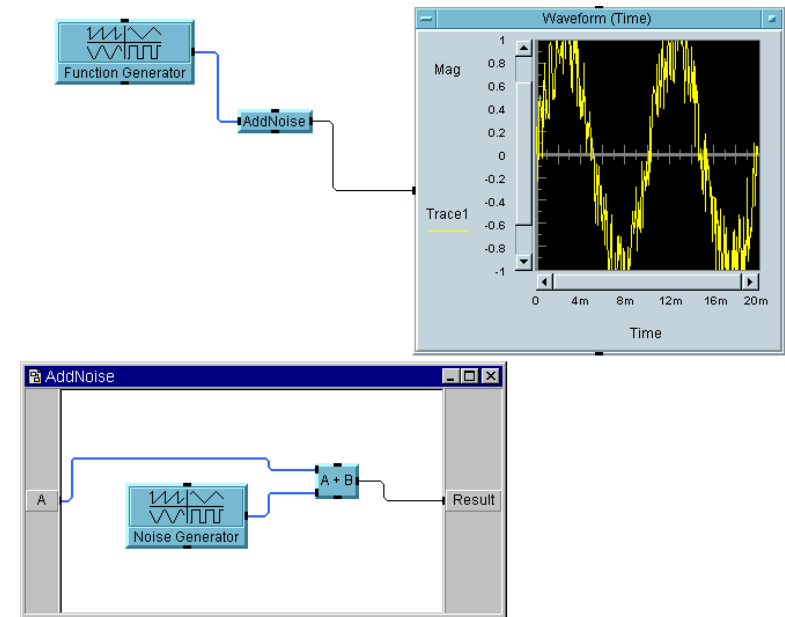 Function Generator
AddNoise
Waveform (Time)
Mag
1
0.8
0.6
0.4
0.2
0
-0.2
-0.4
-0.6
-0.8
-1
Trace1
0 4m 8m 12m 16m 20m
Time
AddNoise
A
A + B
Noise Generator
Result